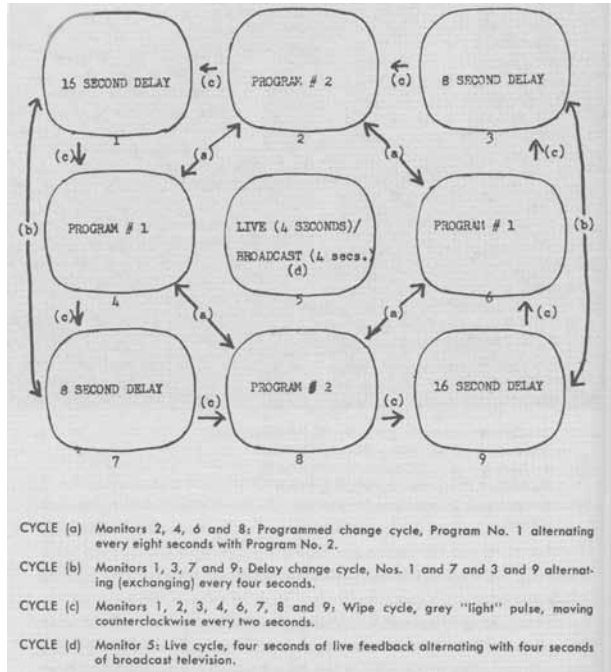 15 SECOND DELAY
(c)
PROGRAM # 2
(c)
8 SECOND DELAY
1
2
3
(c)
(a)
(a)
(c)
(b)
PROGRAM # 1
LIVE (4 SECONDS)/
BROADCAST (4 secs.)
(d)
PROGRAM # 1
(b)
4
5
6
(c)
(a)
(a)
(c)
8 SECOND DELAY
(c)
PROGRAM # 2
(c)
16 SECOND DELAY
7
8
9
CYCLE (a) Monitors 2, 4, 6 and 8: Programmed change cycle, Program No. 1 alternating
every eight seconds with Program No. 2.
CYCLE (b) Monitors 1, 3, 7 and 9: Delay change cycle, Nos. 1 and 7 and 3 and 9 alternat-
ing (exchanging) every four seconds.
CYCLE (c) Monitors 1, 2, 3, 4, 6, 7, 8 and 9: Wipe cycle, grey "light" pulse, moving
counterclockwise every two seconds.
CYCLE (d) Monitor 5: Live cycle, four seconds of live feedback alternating with four seconds
of broadcast television.